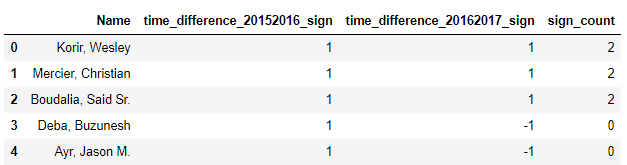 Name time_difference_20152016_sign time_difference_20162017_sign sign_count
0 Korir, Wesley 1 1 2
1 Mercier, Christian 1 1 2
2 Boudalia, Said Sr. 1 1 2
3 Deba, Buzunesh 1 -1 0
4 Ayr, Jason M. 1 -1 0